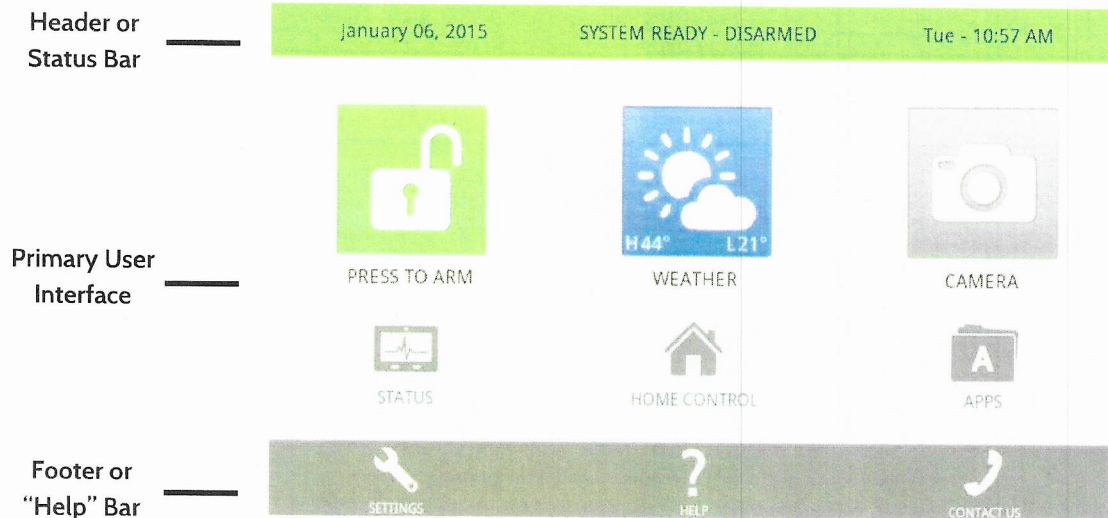 Header or
Status Bar
January 06, 2015 SYSTEM READY - DISARMED Tue - 10:57 AM
H44° L21°
PRESS TO ARM WEATHER CAMERA
Primary User
Interface
A
STATUS HOME CONTROL APPS
Footer or
"Help" Bar
?
SETTINGS HELP CONTACT US